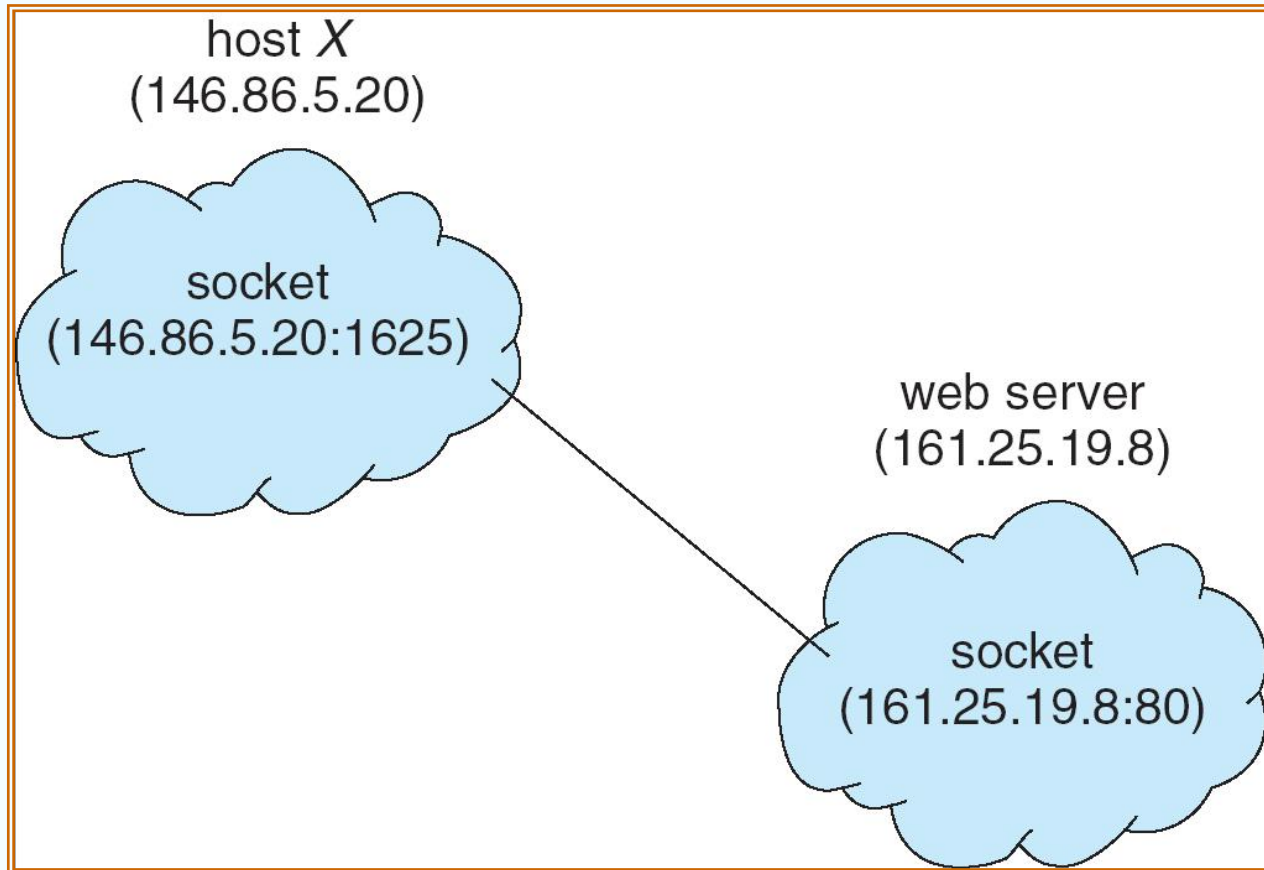 host X
(146.86.5.20)
socket
(146.86.5.20:1625)
web server
(161.25.19.8)
socket
(161.25.19.8:80)